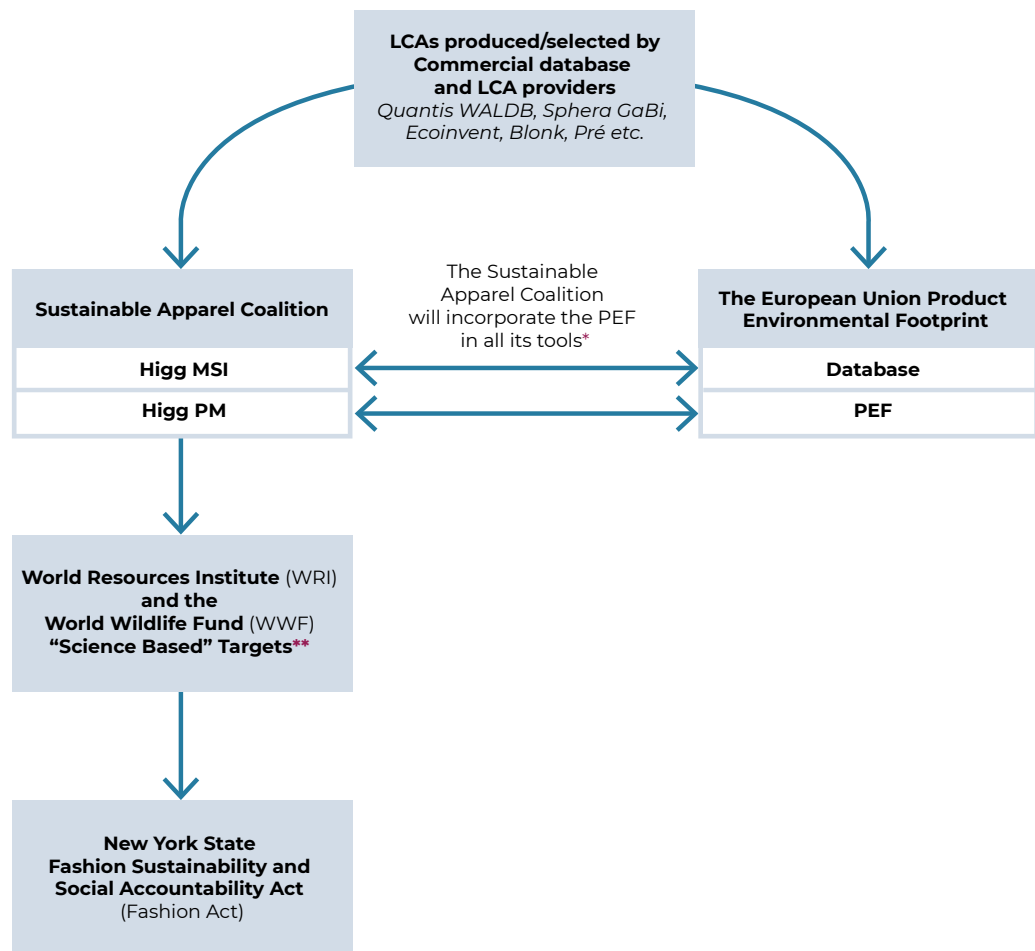 LCAs produced/selected by
Commercial database
and LCA providers
Quantis WALDB, Sphera GaBi,
Ecoinvent, Blonk, Pré etc.
Sustainable Apparel Coalition
Higg MSI
Higg PM
The Sustainable
Apparel Coalition
will incorporate the PEF
in all its tools*
The European Union Product
Environmental Footprint
Database
PEF
World Resources Institute (WRI)
and the
World Wildlife Fund (WWF)
“Science Based” Targets**
New York State
Fashion Sustainability and
Social Accountability Act
(Fashion Act)